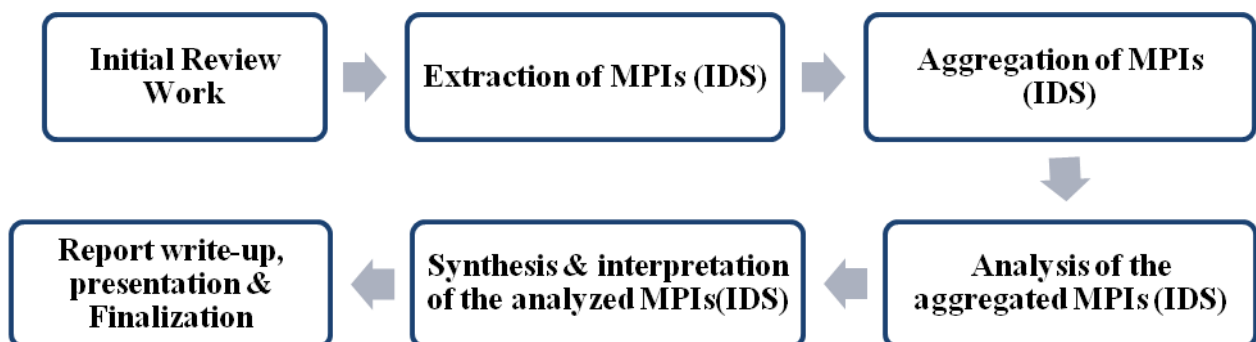 Initial Review
Work
Extraction of MPIs (IDS)
Aggregation of MPIs
(IDS)
Analysis of the
aggregated MPIs (IDS)
Synthesis & interpretation
of the analyzed MPIs(IDS)
Report write-up,
presentation &
Finalization